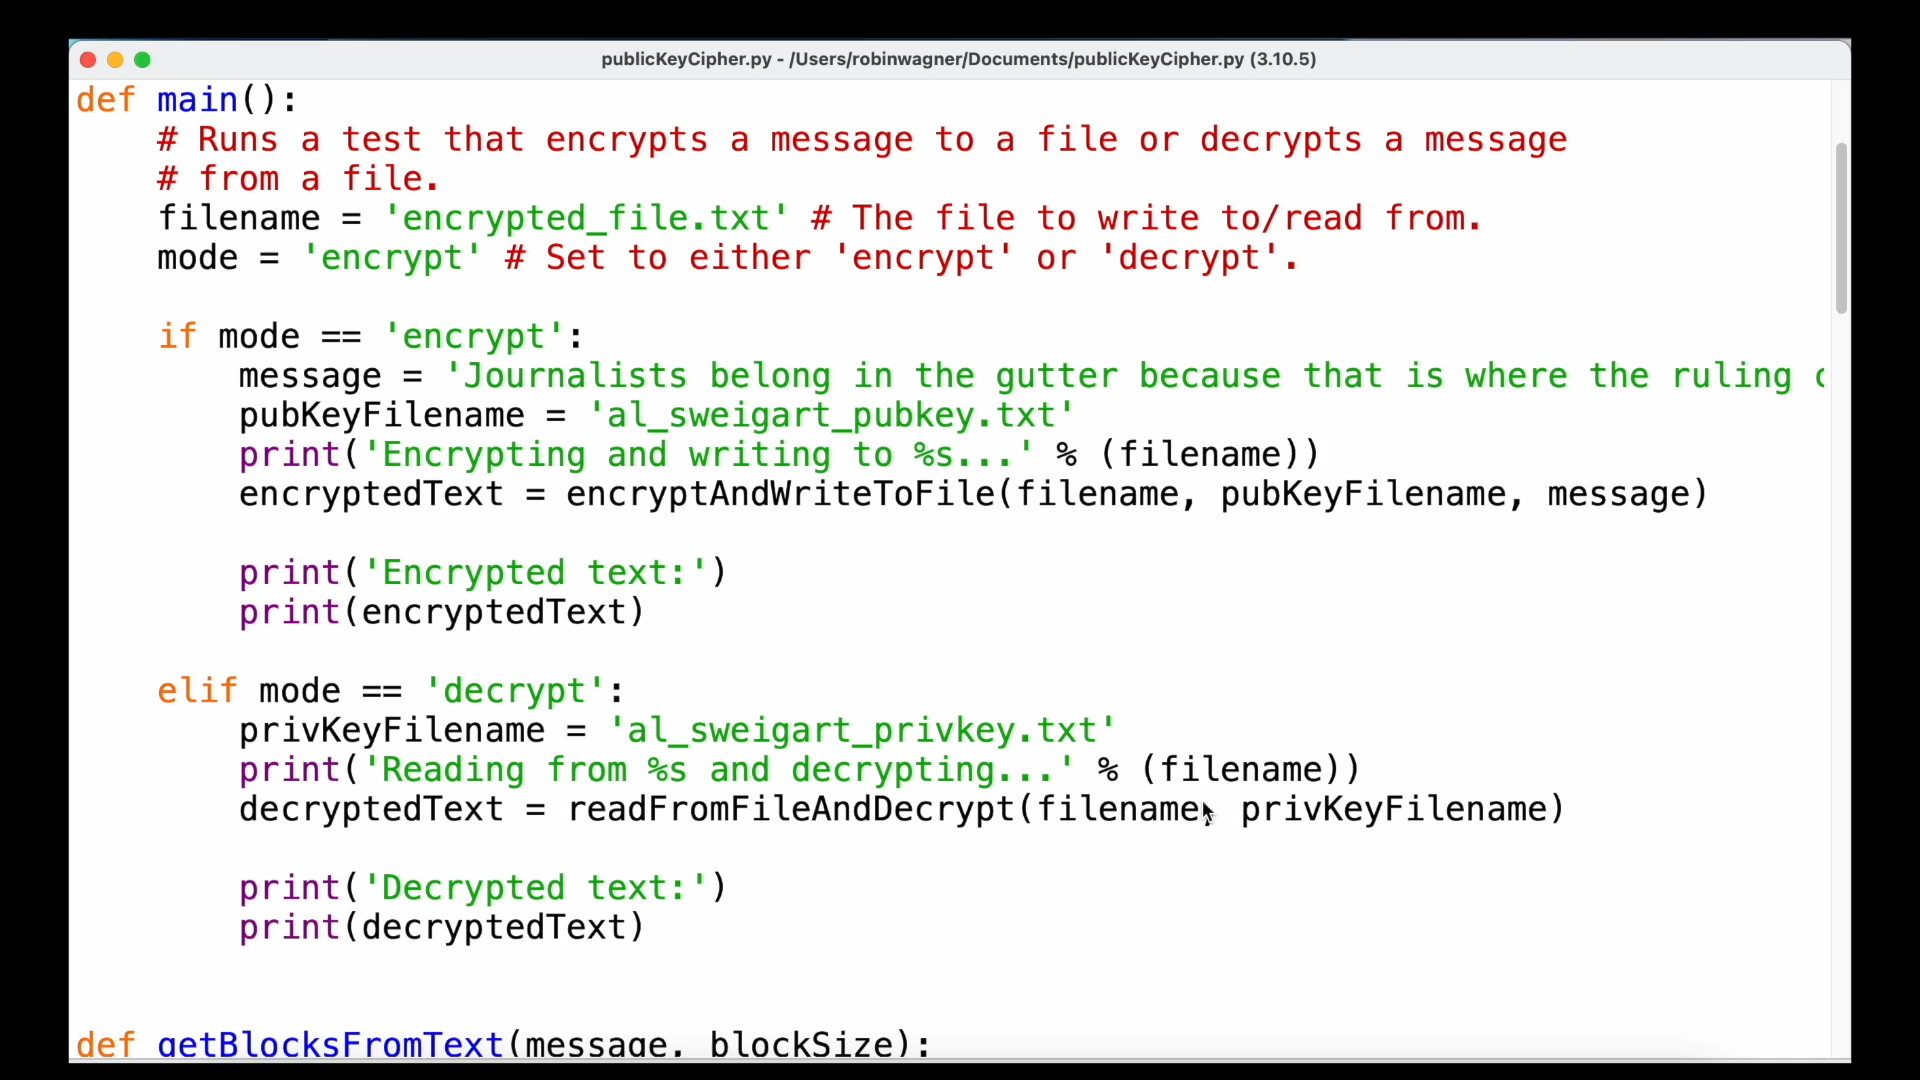 publicKeyCipher.py - /Users/robinwagner/Documents/publicKeyCipher.py (3.10.5)
def main():
    # Runs a test that encrypts a message to a file or decrypts a message
    # from a file.
    filename = 'encrypted_file.txt' # The file to write to/read from.
    mode = 'encrypt' # Set to either 'encrypt' or 'decrypt'.
    if mode == 'encrypt':
        message = 'Journalists belong in the gutter because that is where the ruling
        pubKeyFilename = 'al_sweigart_pubkey.txt'
        print('Encrypting and writing to %s...' % (filename))
        encryptedText = encryptAndWriteToFile(filename, pubKeyFilename, message)
        print('Encrypted text:')
        print(encryptedText)
    elif mode == 'decrypt':
        privKeyFilename = 'al_sweigart_privkey.txt'
        print('Reading from %s and decrypting...' % (filename))
        decryptedText = readFromFileAndDecrypt(filename, privKeyFilename)
        print('Decrypted text:')
        print(decryptedText)
def getBlocksFromText(message, blockSize):